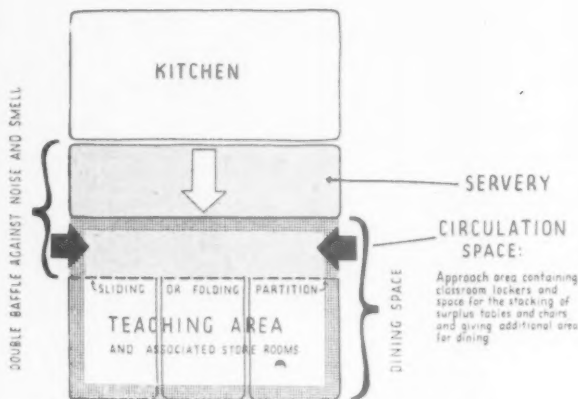 KITCHEN
DOUBLE BAFFLE AGAINST NOISE AND SMELL
SERVERY
CIRCULATION
SPACE:
Approach area containing
classroom lockers and
space for the stacking of
surplus tables and chairs
and giving additional area
for dining
SLIDING OR FOLDING PARTITION
TEACHING AREA
AND ASSOCIATED STORE ROOMS
DINING SPACE